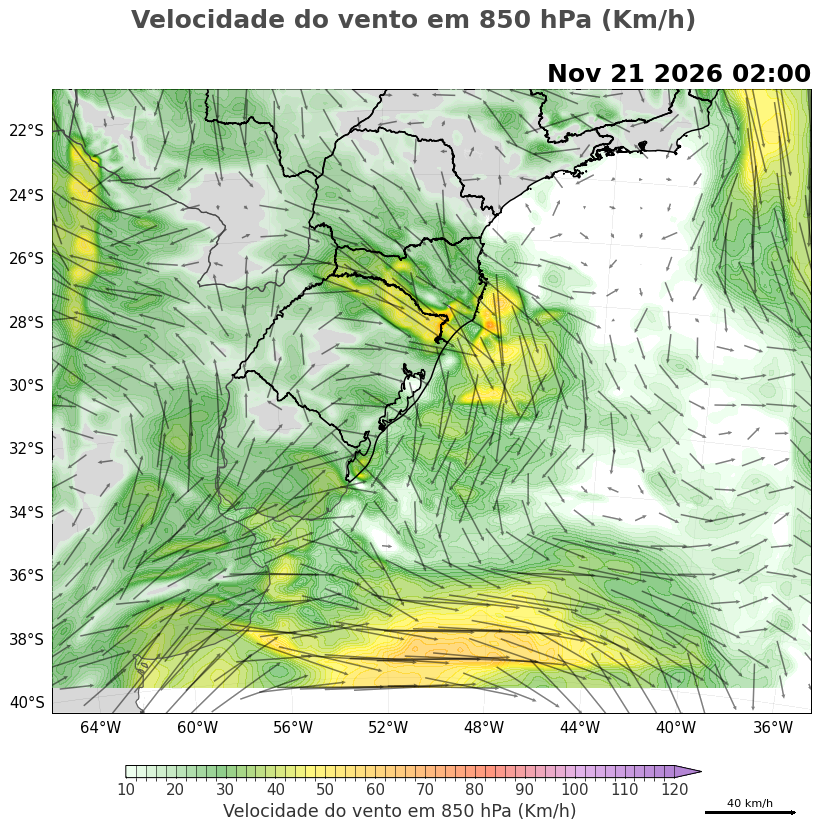 Velocidade do vento em 850 hPa (Km/h)
Nov 21 2026 02:00
22°S
24°S
26°S
28°S
30°S
32°S
34°S
36°S
38°S
40°S
64°W 60°W 56°W 52°W 48°W 44°W 40°W 36°W
10 20 30 40 50 60 70 80 90 100 110 120
40 km/h
Velocidade do vento em 850 hPa (Km/h)